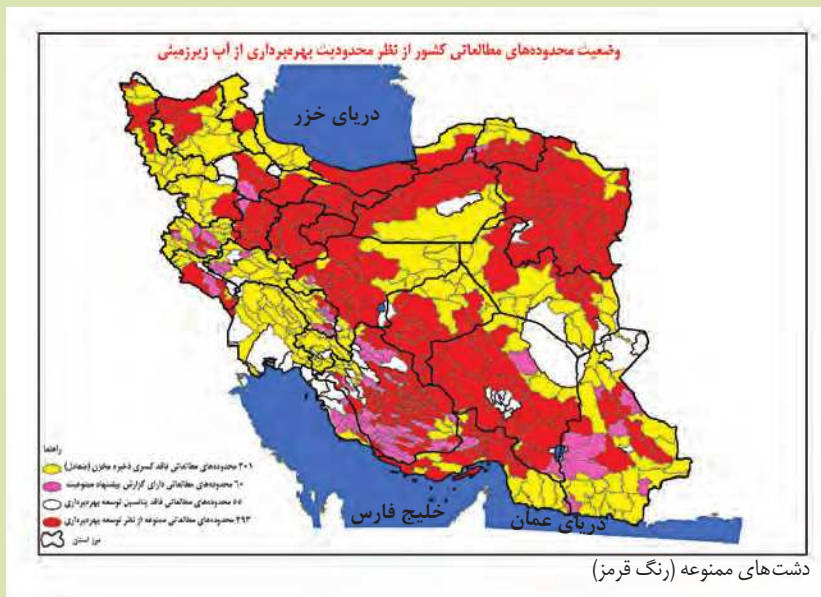 وضعیت محدوده‌های مطالعاتی کشور از نظر محدودیت بهره‌برداری از آب زیرزمینی
دریای خزر
راهنما
۲۰۱ محدوده‌های مطالعاتی فاقد کسری ذخیره مخزن (متعادل)
۶۰ محدوده‌های مطالعاتی دارای گزارش پیشنهاد ممنوعیت
۵۵ محدوده‌های مطالعاتی فاقد پتانسیل توسعه بهره‌برداری
۲۹۳ محدوده‌های مطالعاتی ممنوعه از نظر توسعه بهره‌برداری
مرز استان
خلیج فارس
دریای عمان
دشت‌های ممنوعه (رنگ قرمز)